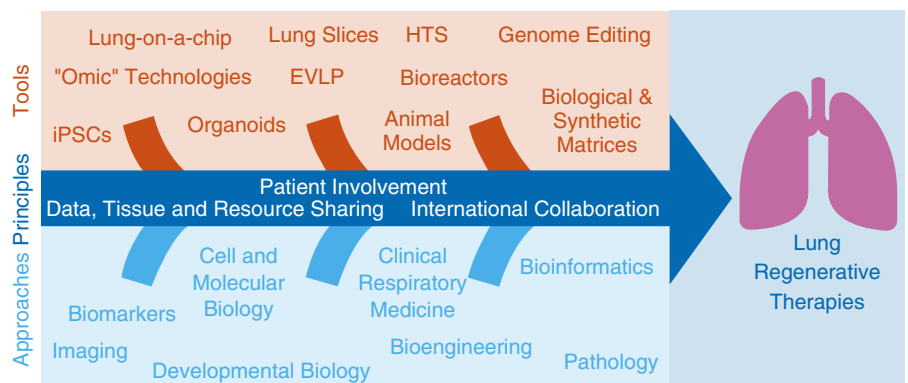 Tools
Lung-on-a-chip
Lung Slices
HTS
Genome Editing
"Omic" Technologies
EVLP
Bioreactors
iPSCs
Organoids
Animal
Models
Biological &
Synthetic
Matrices
Principles
Patient Involvement
Data, Tissue and Resource Sharing
International Collaboration
Approaches
Cell and
Molecular
Biology
Clinical
Respiratory
Medicine
Bioinformatics
Biomarkers
Imaging
Developmental Biology
Bioengineering
Pathology
Lung
Regenerative
Therapies